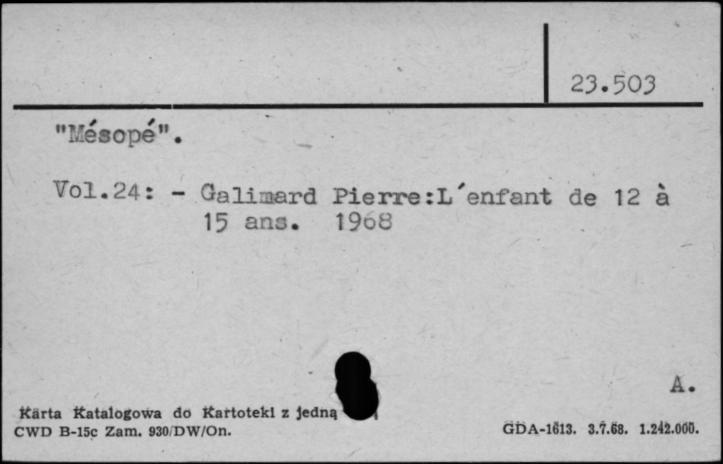 23.503
"Mésopé".
Vol.24: - Galimard Pierre:L´enfant de 12 à
15 ans. 1968
A.
Karta Katalogowa do Kartoteki z jedną
CWD B-15c Zam. 930/DW/On.
GDA-1613. 3.7.68. 1.242.000.